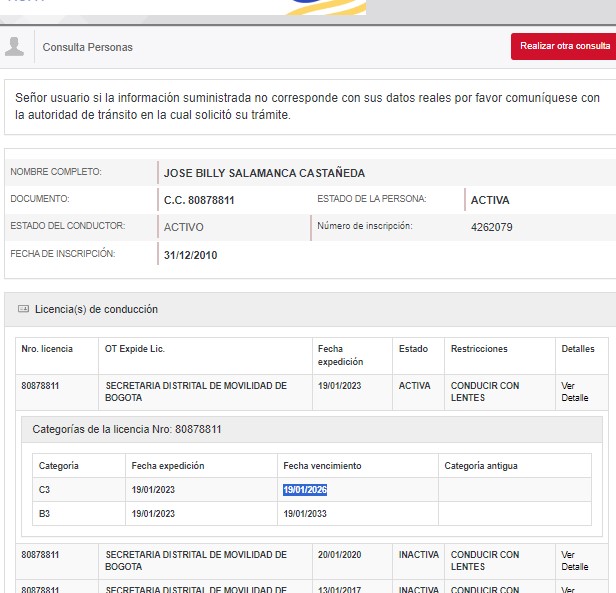 Consulta Personas
Realizar otra consulta
Señor usuario si la información suministrada no corresponde con sus datos reales por favor comuníquese con
la autoridad de tránsito en la cual solicitó su trámite.
NOMBRE COMPLETO: JOSE BILLY SALAMANCA CASTAÑEDA
DOCUMENTO: C.C. 80878811 ESTADO DE LA PERSONA: ACTIVA
ESTADO DEL CONDUCTOR: ACTIVO Número de inscripción: 4262079
FECHA DE INSCRIPCIÓN: 31/12/2010
Licencia(s) de conducción
Nro. licencia OT Expide Lic. Fecha expedición Estado Restricciones Detalles
80878811 SECRETARIA DISTRITAL DE MOVILIDAD DE BOGOTA 19/01/2023 ACTIVA CONDUCIR CON LENTES Ver Detalle
Categorías de la licencia Nro: 80878811
Categoría Fecha expedición Fecha vencimiento Categoría antigua
C3 19/01/2023 19/01/2026
B3 19/01/2023 19/01/2033
80878811 SECRETARIA DISTRITAL DE MOVILIDAD DE BOGOTA 20/01/2020 INACTIVA CONDUCIR CON LENTES Ver Detalle
80878811 SECRETARIA DISTRITAL DE MOVILIDAD DE 13/01/2017 INACTIVA CONDUCIR CON Ver